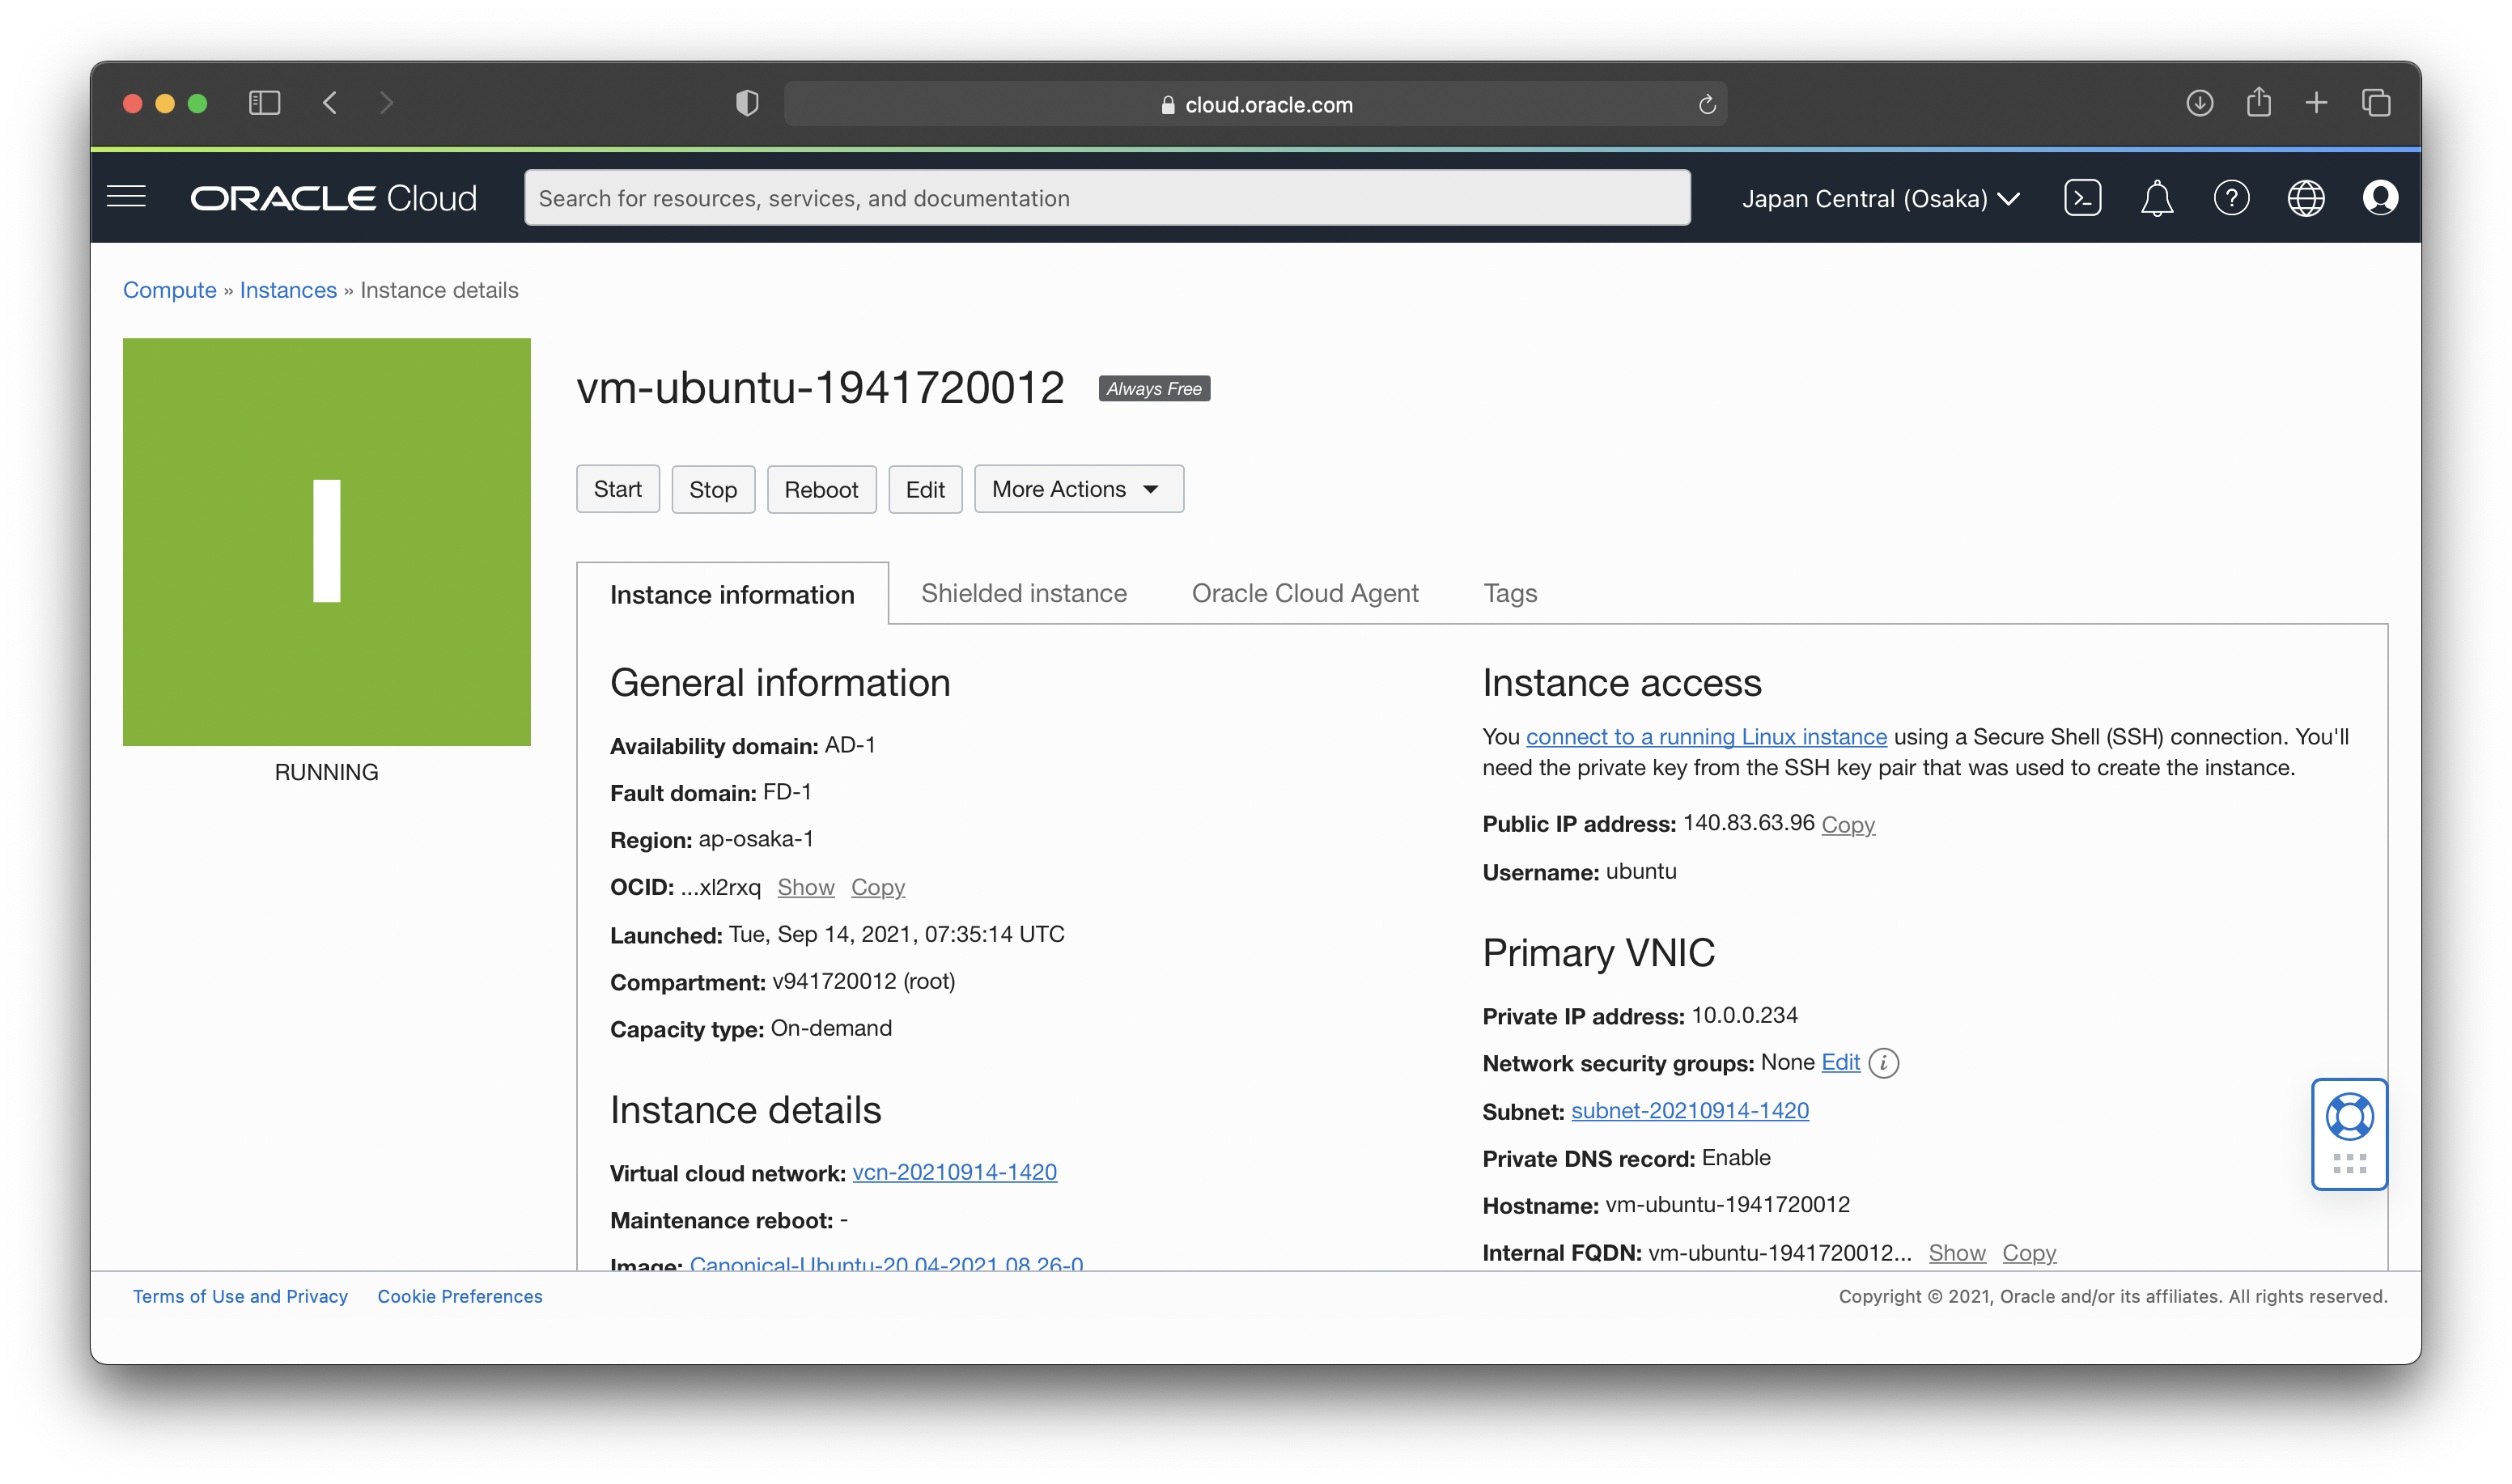 cloud.oracle.com
ORACLE Cloud
Search for resources, services, and documentation
Japan Central (Osaka)
Compute » Instances » Instance details
I
RUNNING
vm-ubuntu-1941720012 Always Free
Start Stop Reboot Edit More Actions
Instance information Shielded instance Oracle Cloud Agent Tags
General information
Availability domain: AD-1
Fault domain: FD-1
Region: ap-osaka-1
OCID: ...xl2rxq Show Copy
Launched: Tue, Sep 14, 2021, 07:35:14 UTC
Compartment: v941720012 (root)
Capacity type: On-demand
Instance details
Virtual cloud network: vcn-20210914-1420
Maintenance reboot: -
Image: Canonical-Ubuntu-20.04-2021.08.26-0
Instance access
You connect to a running Linux instance using a Secure Shell (SSH) connection. You'll
need the private key from the SSH key pair that was used to create the instance.
Public IP address: 140.83.63.96 Copy
Username: ubuntu
Primary VNIC
Private IP address: 10.0.0.234
Network security groups: None Edit i
Subnet: subnet-20210914-1420
Private DNS record: Enable
Hostname: vm-ubuntu-1941720012
Internal FQDN: vm-ubuntu-1941720012... Show Copy
Terms of Use and Privacy Cookie Preferences
Copyright © 2021, Oracle and/or its affiliates. All rights reserved.